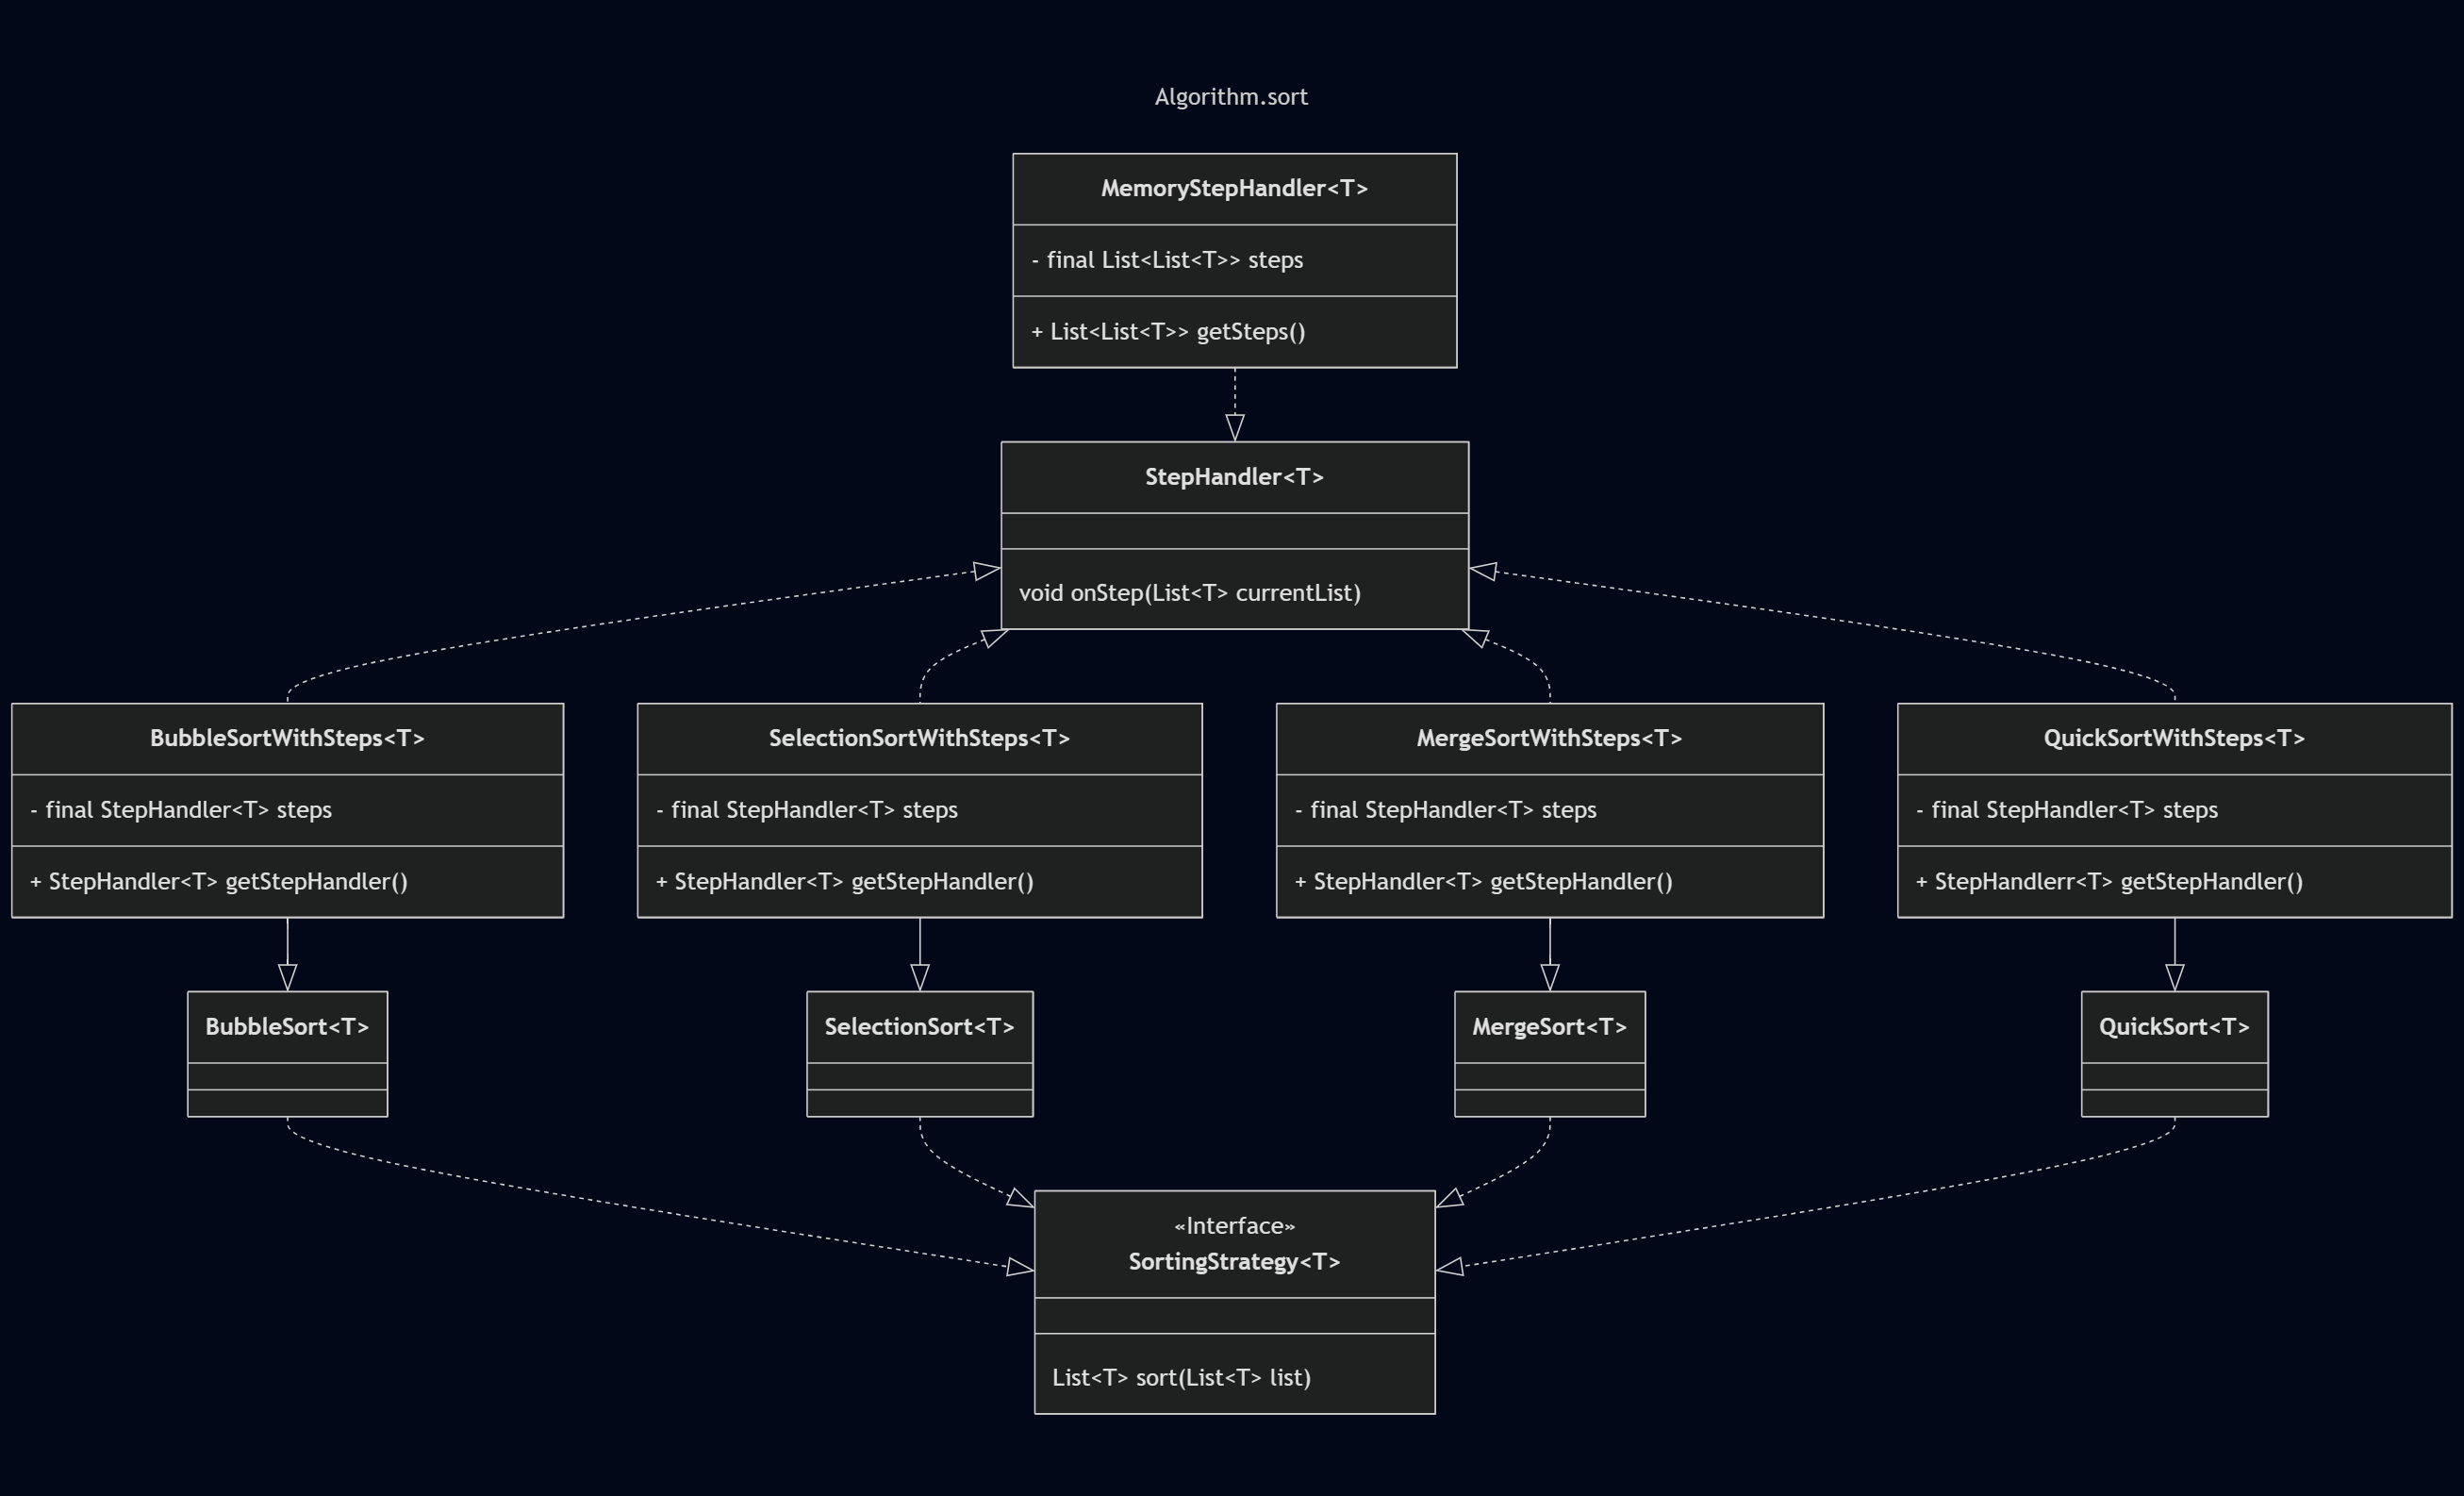 Algorithm.sort
MemoryStepHandler<T>
- final List<List<T>> steps
+ List<List<T>> getSteps()
StepHandler<T>
void onStep(List<T> currentList)
BubbleSortWithSteps<T>
- final StepHandler<T> steps
+ StepHandler<T> getStepHandler()
SelectionSortWithSteps<T>
- final StepHandler<T> steps
+ StepHandler<T> getStepHandler()
MergeSortWithSteps<T>
- final StepHandler<T> steps
+ StepHandler<T> getStepHandler()
QuickSortWithSteps<T>
- final StepHandler<T> steps
+ StepHandlerr<T> getStepHandler()
BubbleSort<T>
SelectionSort<T>
MergeSort<T>
QuickSort<T>
«Interface»
SortingStrategy<T>
List<T> sort(List<T> list)